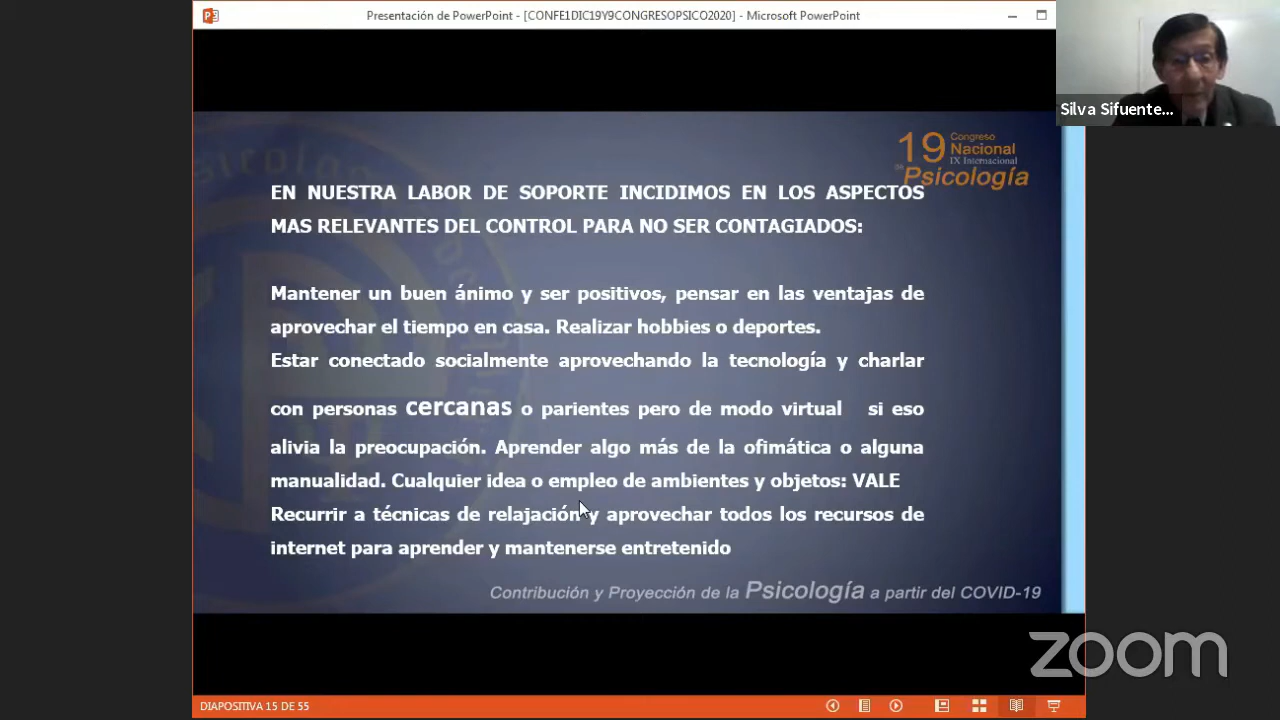 Presentación de PowerPoint - [CONFE1DIC19Y9CONGRESOPSICO2020] - Microsoft PowerPoint
Silva Sifuente...
19 Congreso
Nacional
IX Internacional
de Psicología
EN NUESTRA LABOR DE SOPORTE INCIDIMOS EN LOS ASPECTOS
MAS RELEVANTES DEL CONTROL PARA NO SER CONTAGIADOS:
Mantener un buen ánimo y ser positivos, pensar en las ventajas de
aprovechar el tiempo en casa. Realizar hobbies o deportes.
Estar conectado socialmente aprovechando la tecnología y charlar
con personas cercanas o parientes pero de modo virtual si eso
alivia la preocupación. Aprender algo más de la ofimática o alguna
manualidad. Cualquier idea o empleo de ambientes y objetos: VALE
Recurrir a técnicas de relajación y aprovechar todos los recursos de
internet para aprender y mantenerse entretenido
Contribución y Proyección de la Psicología a partir del COVID-19
zoom
DIAPOSITIVA 15 DE 55